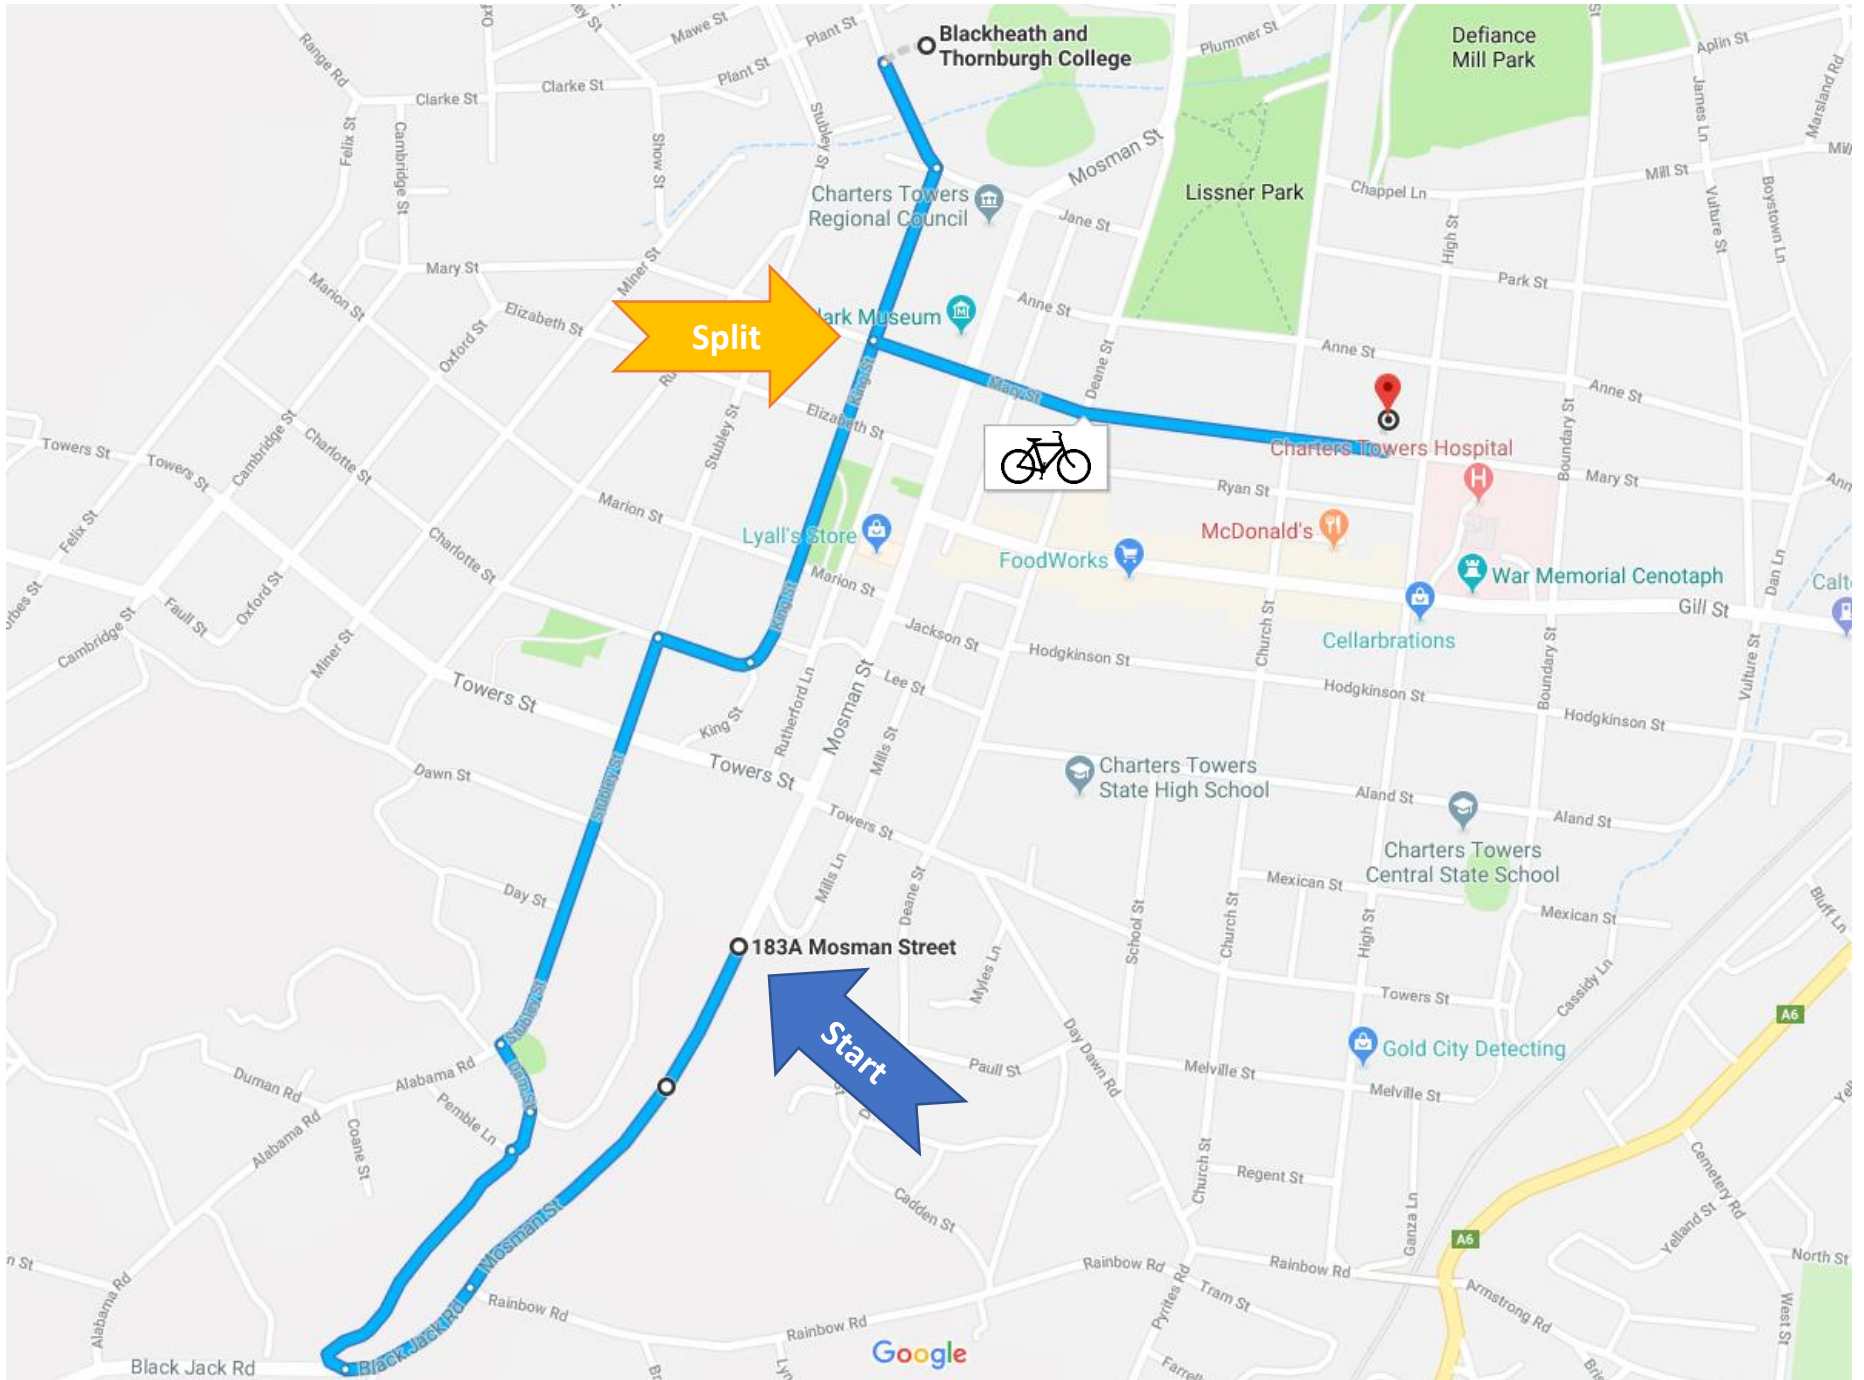 Blackheath and
Thornburgh College
Defiance
Mill Park
Plummer St
Aplin St
Mawe St
Plant St
Range Rd
Plant St
Clarke St
Clarke St
Stubley St
James Ln
Marsland Rd
Felix St
Cambridge St
Show St
Mosman St
Mill St
Charters Towers
Regional Council
Lissner Park
Chappel Ln
Vulture St
Boystown Ln
Jane St
High St
Mary St
Miner St
Marion St
Park St
Elizabeth St
Anne St
Oxford St
Split
King St
Mary St
Deane St
Anne St
Anne St
Elizabeth St
Stubley St
Boundary St
Charters Towers Hospital
Mary St
Towers St
Towers St
Cambridge St
Charlotte St
Ryan St
H
Marion St
Lyall's Store
McDonald's
Felix St
Charlotte St
FoodWorks
War Memorial Cenotaph
Marion St
King St
Dan Ln
Gill St
Oxford St
Faull St
Cambridge St
Miner St
Jackson St
Hodgkinson St
Church St
Cellarbrations
Boundary St
Vulture St
Towers St
Rutherford Ln
Mosman St
Lee St
Hodgkinson St
Hodgkinson St
King St
Mills St
Towers St
Dawn St
Stubley St
Charters Towers
State High School
Aland St
Aland St
Towers St
Charters Towers
Central State School
Mills Ln
Deane St
Day St
Mexican St
Mexican St
Bluff Ln
School St
Church St
High St
183A Mosman Street
Myles Ln
Cassidy Ln
Towers St
Stubley St
A6
Start
Day Dawn Rd
Gold City Detecting
Duman Rd
Alabama Rd
Paull St
Melville St
Melville St
Pemble Ln
Coane St
Alabama Rd
Church St
Regent St
Cemetery Rd
Cadden St
Ganza Ln
Yelland St
Mosman St
A6
North St
Rainbow Rd
Rainbow Rd
Alabama Rd
Rainbow Rd
Pyrites Rd
Tram St
Armstrong Rd
West St
Black Jack Rd
Rainbow Rd
Google
Black Jack Rd